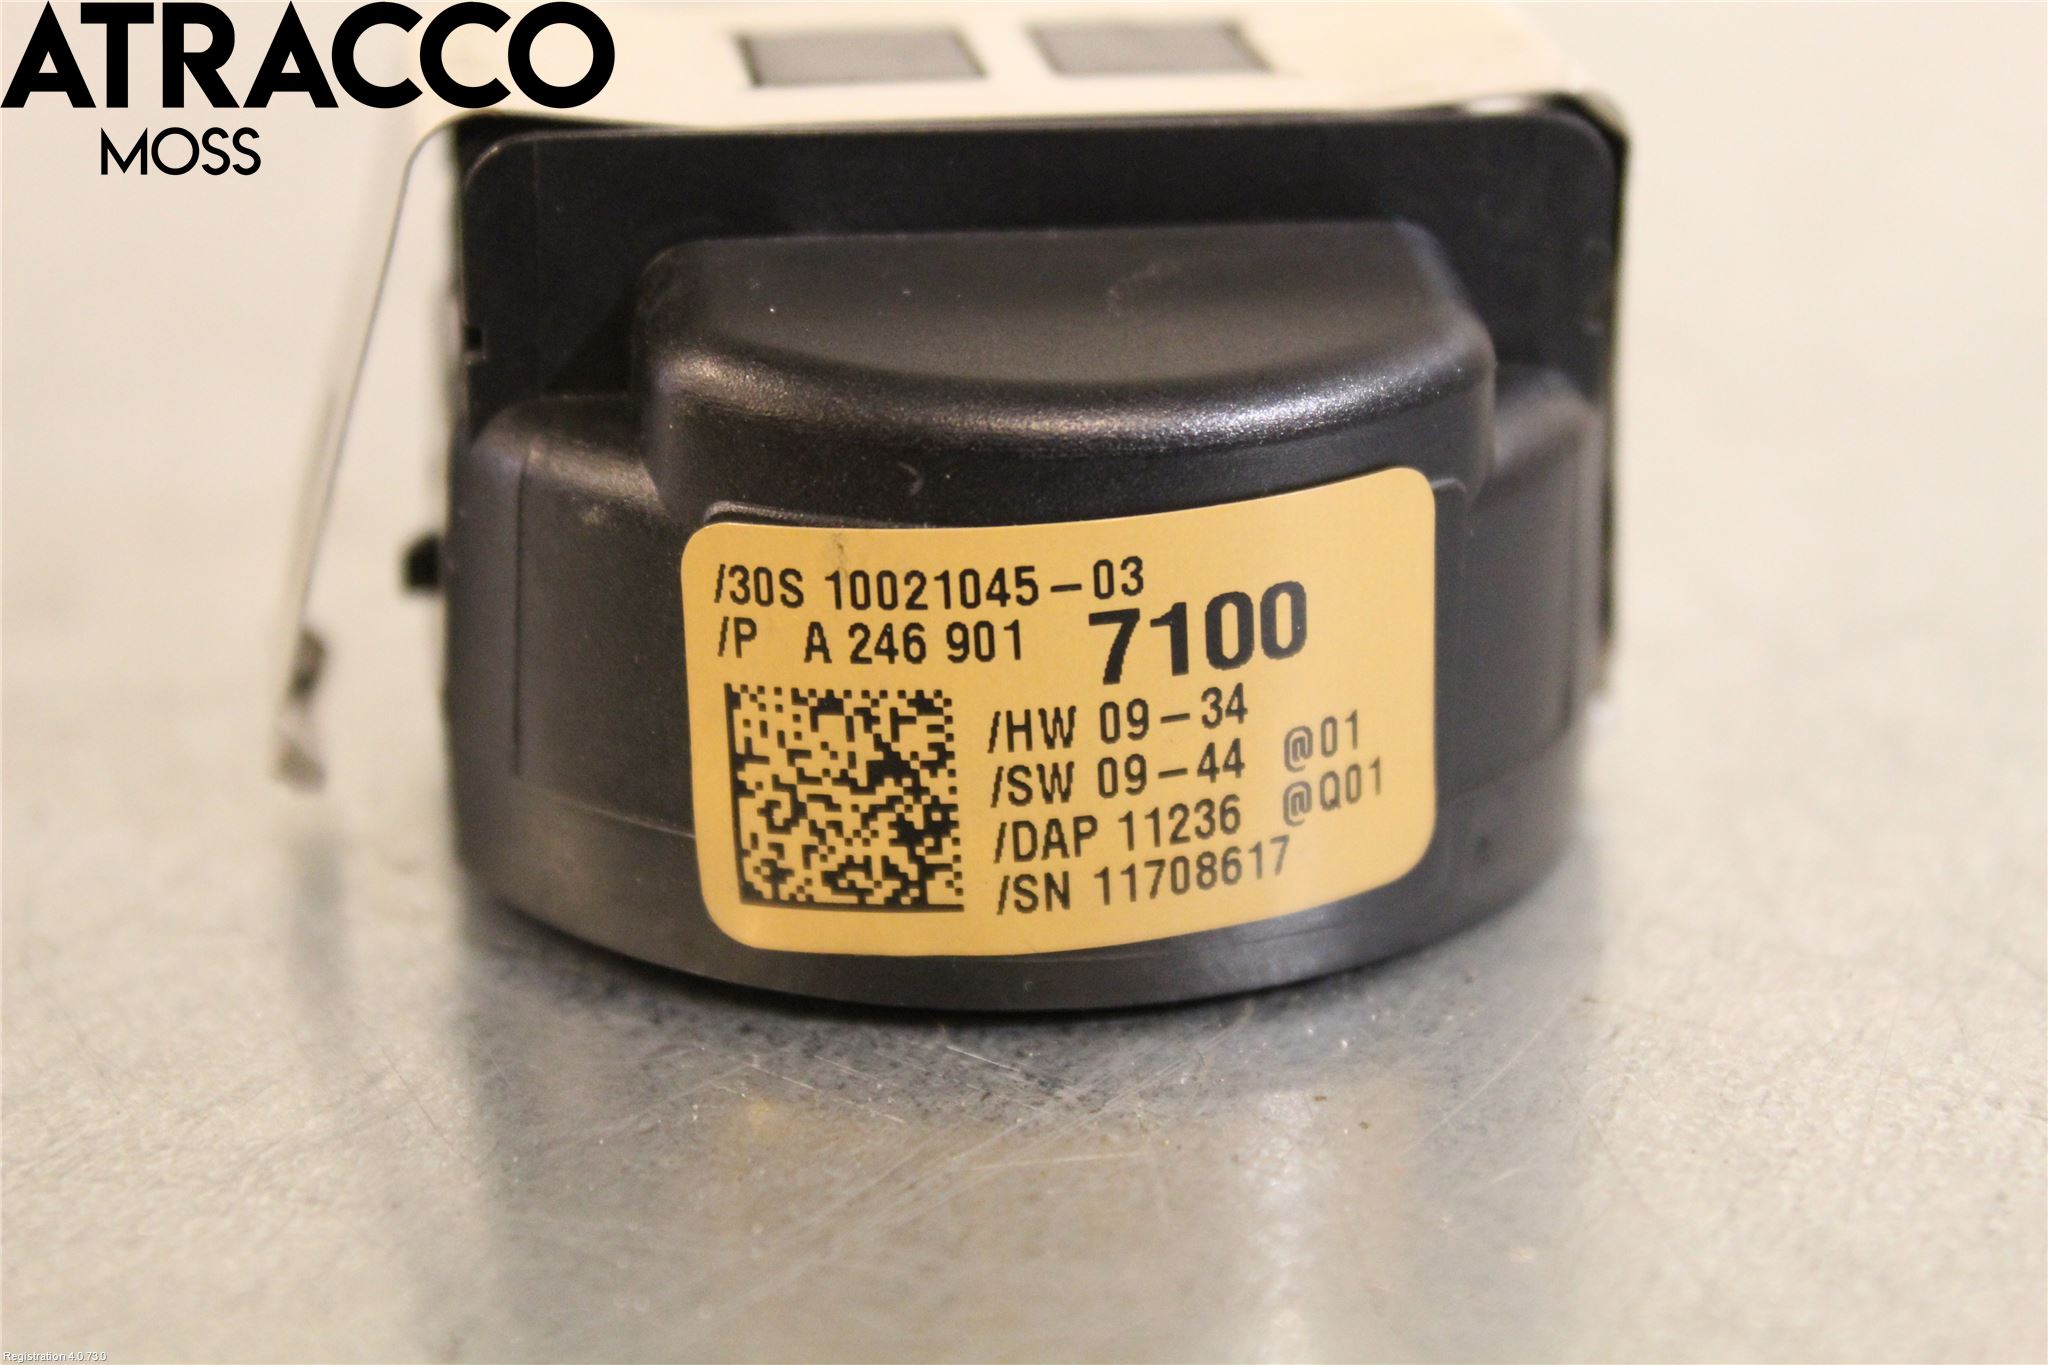 ATRACCO
MOSS
/30S 10021045-03
/P A 246 901 7100
/HW 09-34
/SW 09-44 @01
/DAP 11236 @Q01
/SN 11708617
Registration 4.0.73.0